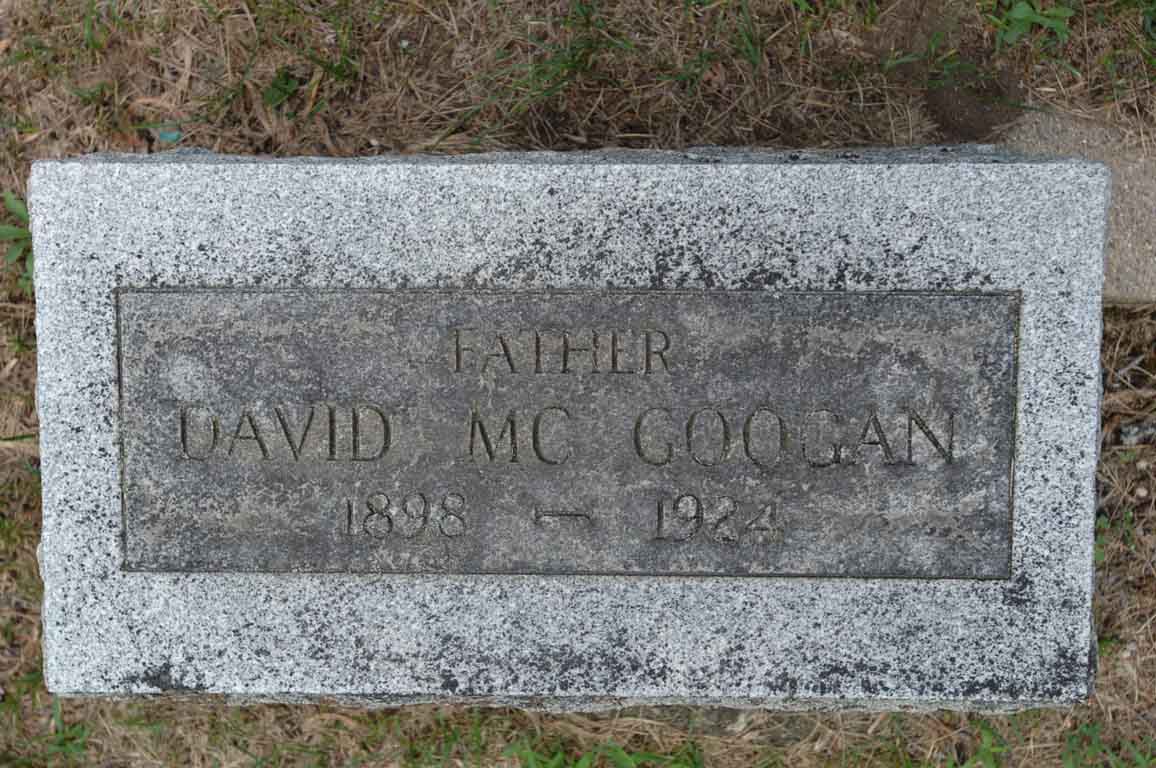 FATHER
DAVID MC GOOGAN
1898 — 1924